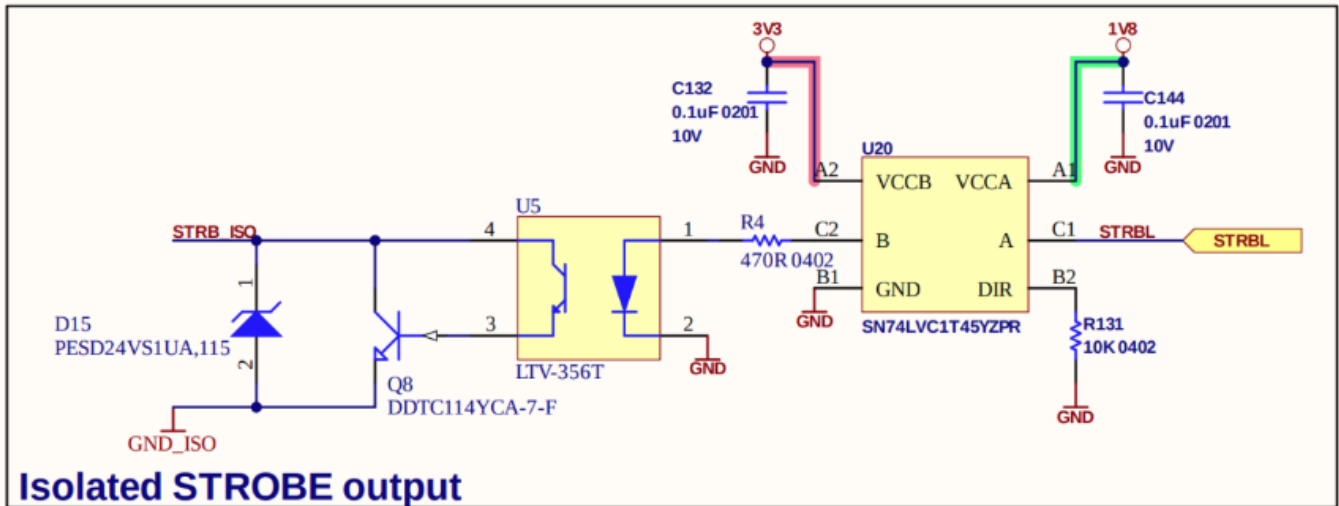 3V3
1V8
C132
0.1uF 0201
10V
GND
C144
0.1uF 0201
10V
GND
U20
A2
VCCB
VCCA
A1
U5
STRB_ISO
4
1
R4
470R 0402
C2
B
A
C1
STRBL
STRBL
1
B1
GND
GND
DIR
B2
D15
PESD24VS1UA,115
2
3
2
GND
SN74LVC1T45YZPR
R131
10K 0402
LTV-356T
Q8
DDTC114YCA-7-F
GND
GND_ISO
Isolated STROBE output